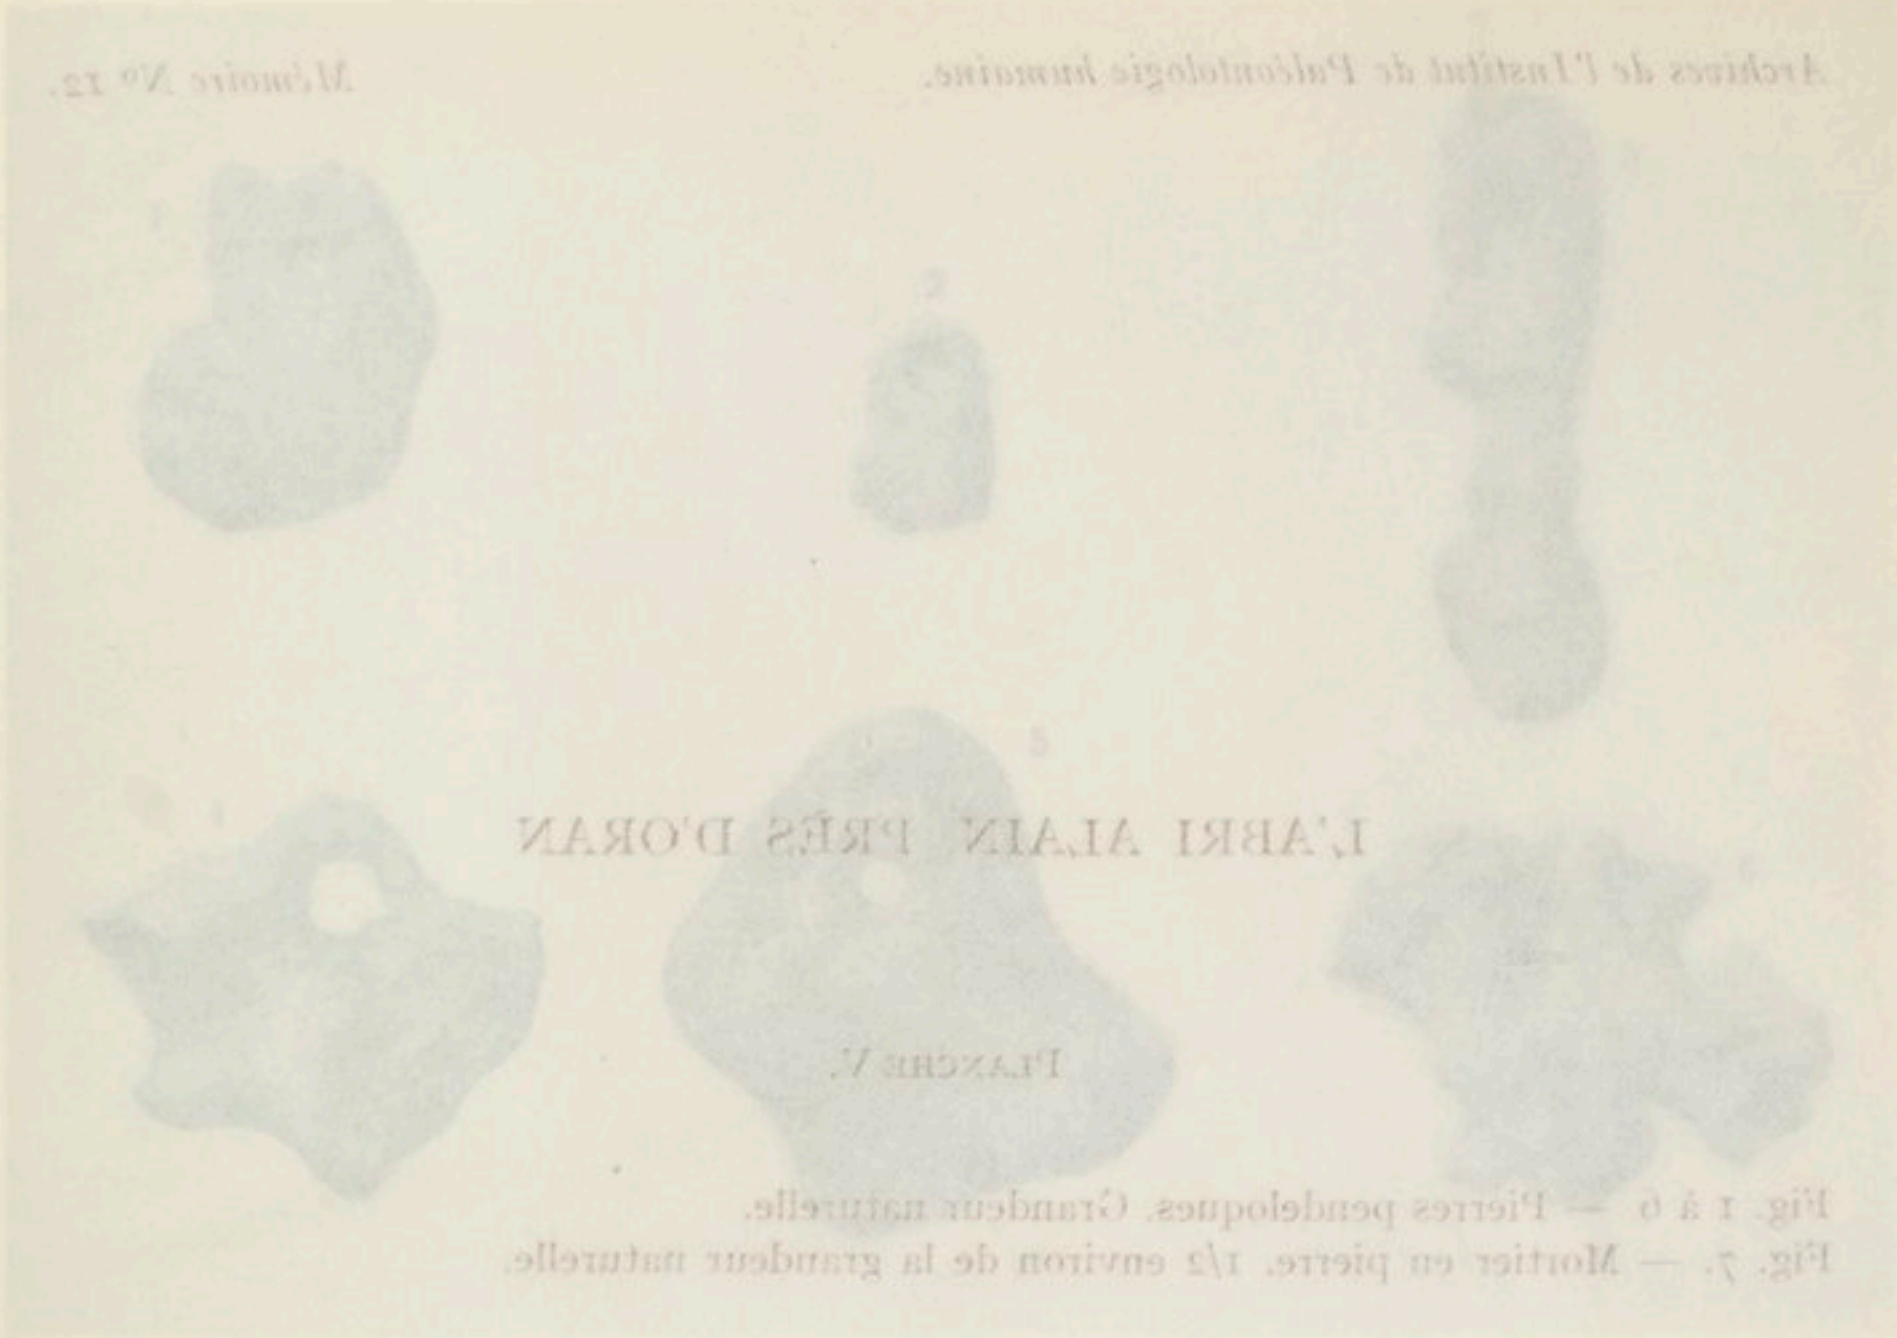 Archives de l'Institut de Paléontologie humaine. Mémoire Nº 12.
L'ABRI ALAIN PRÈS D'ORAN
PLANCHE V.
Fig. 1 à 6 — Pierres pendeloques. Grandeur naturelle.
Fig. 7. — Mortier en pierre. 1/2 environ de la grandeur naturelle.